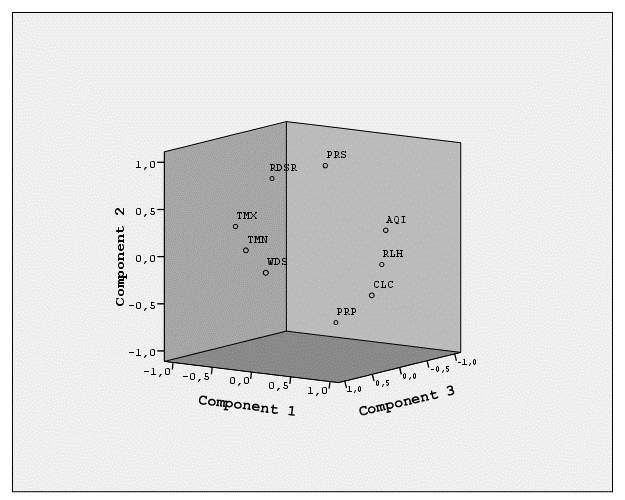 PRS
RDSR
1,0
TMX
AQI
0,5
TMN
RLH
0,0
WDS
CLC
-0,5
PRP
-1,0
Component 2
-1,0 -0,5 0,0 0,5 1,0
1,0 0,5 0,0 -0,5 -1,0
Component 1
Component 3